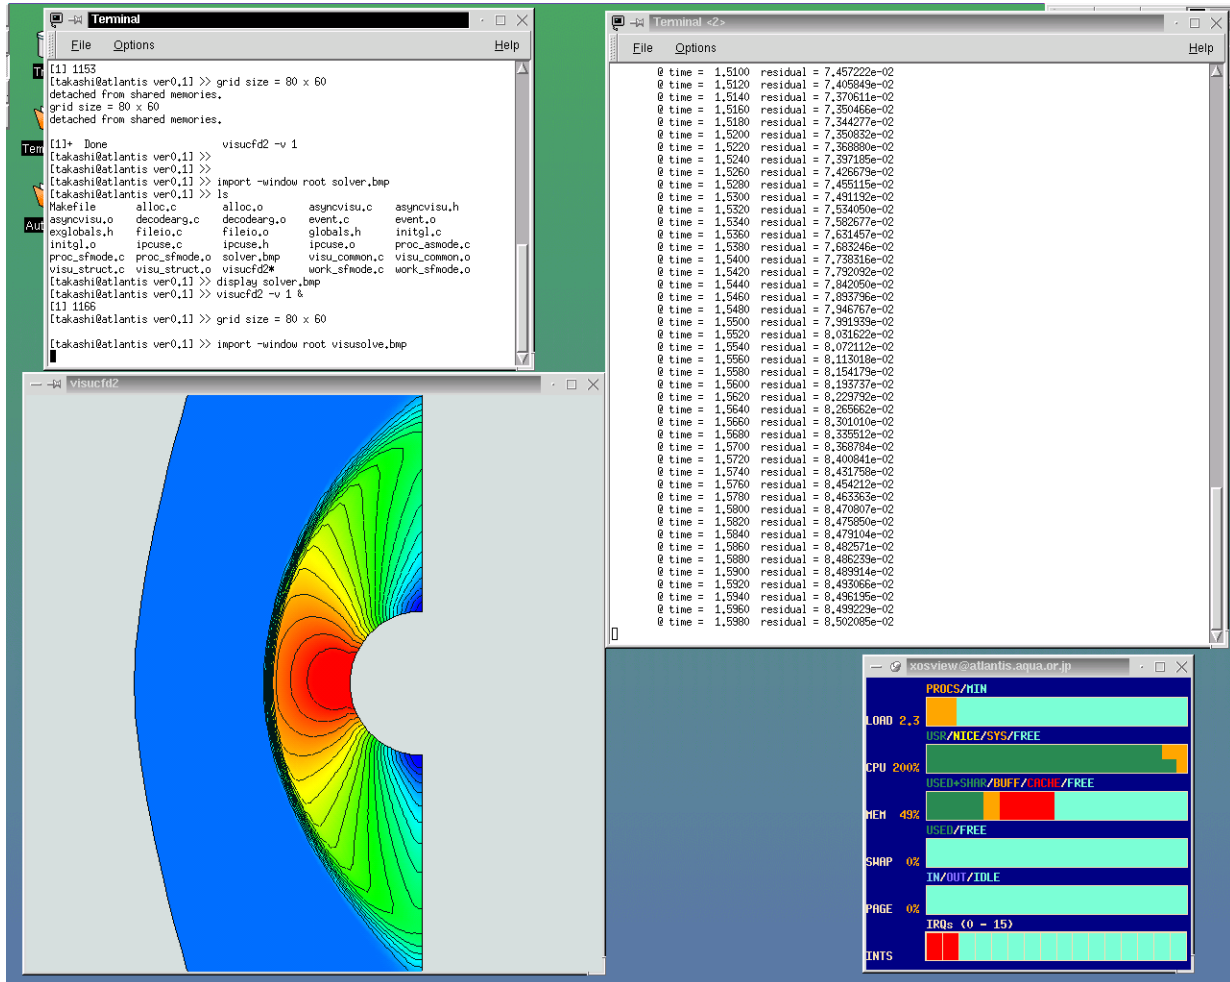 Terminal
File Options Help
[1] 1153
[takashi@atlantis ver0.1] >> grid size = 80 x 60
detached from shared memories.
grid size = 80 x 60
detached from shared memories.
[1]+ Done visucfd2 -v 1
[takashi@atlantis ver0.1] >>
[takashi@atlantis ver0.1] >>
[takashi@atlantis ver0.1] >> import -window root solver.bmp
[takashi@atlantis ver0.1] >> ls
Makefile alloc.c alloc.o asyncvisu.c asyncvisu.h
asyncvisu.o decodearg.c decodearg.o event.c event.o
exglobals.h fileio.c fileio.o globals.h initgl.c
initgl.o ipcuse.c ipcuse.h ipcuse.o proc_asmode.c
proc_sfmode.c proc_sfmode.o solver.bmp visu_common.c visu_common.o
visu_struct.c visu_struct.o visucfd2* work_sfmode.c work_sfmode.o
[takashi@atlantis ver0.1] >> display solver.bmp
[takashi@atlantis ver0.1] >> visucfd2 -v 1 &
[1] 1166
[takashi@atlantis ver0.1] >> grid size = 80 x 60
[takashi@atlantis ver0.1] >> import -window root visusolve.bmp
Terminal <2>
File Options Help
@ time = 1.5100 residual = 7.457222e-02
@ time = 1.5120 residual = 7.405849e-02
@ time = 1.5140 residual = 7.370611e-02
@ time = 1.5160 residual = 7.350466e-02
@ time = 1.5180 residual = 7.344277e-02
@ time = 1.5200 residual = 7.350832e-02
@ time = 1.5220 residual = 7.368880e-02
@ time = 1.5240 residual = 7.397185e-02
@ time = 1.5260 residual = 7.426679e-02
@ time = 1.5280 residual = 7.455115e-02
@ time = 1.5300 residual = 7.491192e-02
@ time = 1.5320 residual = 7.534050e-02
@ time = 1.5340 residual = 7.582677e-02
@ time = 1.5360 residual = 7.631457e-02
@ time = 1.5380 residual = 7.683246e-02
@ time = 1.5400 residual = 7.738316e-02
@ time = 1.5420 residual = 7.792092e-02
@ time = 1.5440 residual = 7.842050e-02
@ time = 1.5460 residual = 7.893796e-02
@ time = 1.5480 residual = 7.946767e-02
@ time = 1.5500 residual = 7.991939e-02
@ time = 1.5520 residual = 8.031622e-02
@ time = 1.5540 residual = 8.072112e-02
@ time = 1.5560 residual = 8.113018e-02
@ time = 1.5580 residual = 8.154179e-02
@ time = 1.5600 residual = 8.193737e-02
@ time = 1.5620 residual = 8.229792e-02
@ time = 1.5640 residual = 8.265662e-02
@ time = 1.5660 residual = 8.301010e-02
@ time = 1.5680 residual = 8.335512e-02
@ time = 1.5700 residual = 8.368784e-02
@ time = 1.5720 residual = 8.400841e-02
@ time = 1.5740 residual = 8.431758e-02
@ time = 1.5760 residual = 8.454212e-02
@ time = 1.5780 residual = 8.463363e-02
@ time = 1.5800 residual = 8.470807e-02
@ time = 1.5820 residual = 8.475850e-02
@ time = 1.5840 residual = 8.479104e-02
@ time = 1.5860 residual = 8.482571e-02
@ time = 1.5880 residual = 8.486239e-02
@ time = 1.5900 residual = 8.489914e-02
@ time = 1.5920 residual = 8.493066e-02
@ time = 1.5940 residual = 8.496195e-02
@ time = 1.5960 residual = 8.499229e-02
@ time = 1.5980 residual = 8.502085e-02
visucfd2
xosview@atlantis.aqua.or.jp
PROCS/MIN
LOAD 2.3
USR/NICE/SYS/FREE
CPU 200%
USED+SHAR/BUFF/CACHE/FREE
MEM 49%
USED/FREE
SWAP 0%
IN/OUT/IDLE
PAGE 0%
IRQs (0 - 15)
INTS